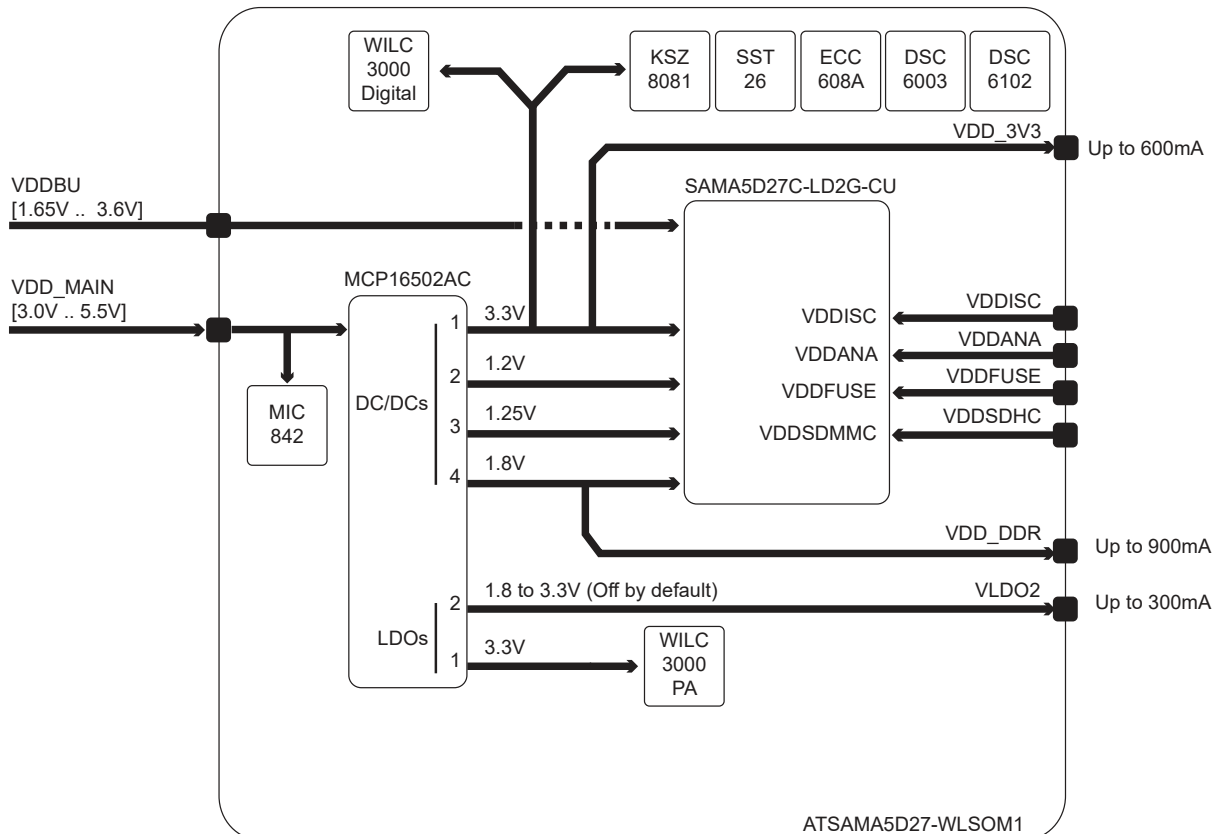 WILC
3000
Digital
KSZ
8081
SST
26
ECC
608A
DSC
6003
DSC
6102
VDD_3V3
Up to 600mA
VDDBU
[1.65V .. 3.6V]
SAMA5D27C-LD2G-CU
VDD_MAIN
[3.0V .. 5.5V]
MCP16502AC
1
3.3V
VDDISC
VDDISC
VDDANA
VDDANA
2
1.2V
VDDFUSE
VDDFUSE
DC/DCs
MIC
842
3
1.25V
VDDSDMMC
VDDSDHC
4
1.8V
VDD_DDR
Up to 900mA
2
1.8 to 3.3V (Off by default)
VLDO2
Up to 300mA
LDOs
1
3.3V
WILC
3000
PA
ATSAMA5D27-WLSOM1